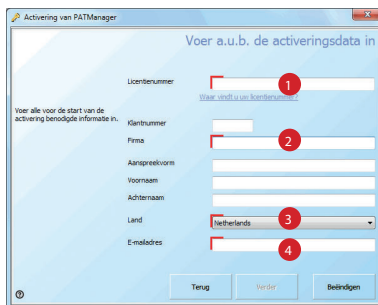 Activering van PATManager
Voer a.u.b. de activeringsdata in
Licentienummer
1
Waar vindt u uw licentienummer?
Voer alle voor de start van de
activering benodigde informatie in.
Klantnummer
Firma
2
Aanspreekvorm
Voornaam
Achternaam
Land
Netherlands
3
E-mailadres
4
Terug
Verder
Beëindigen